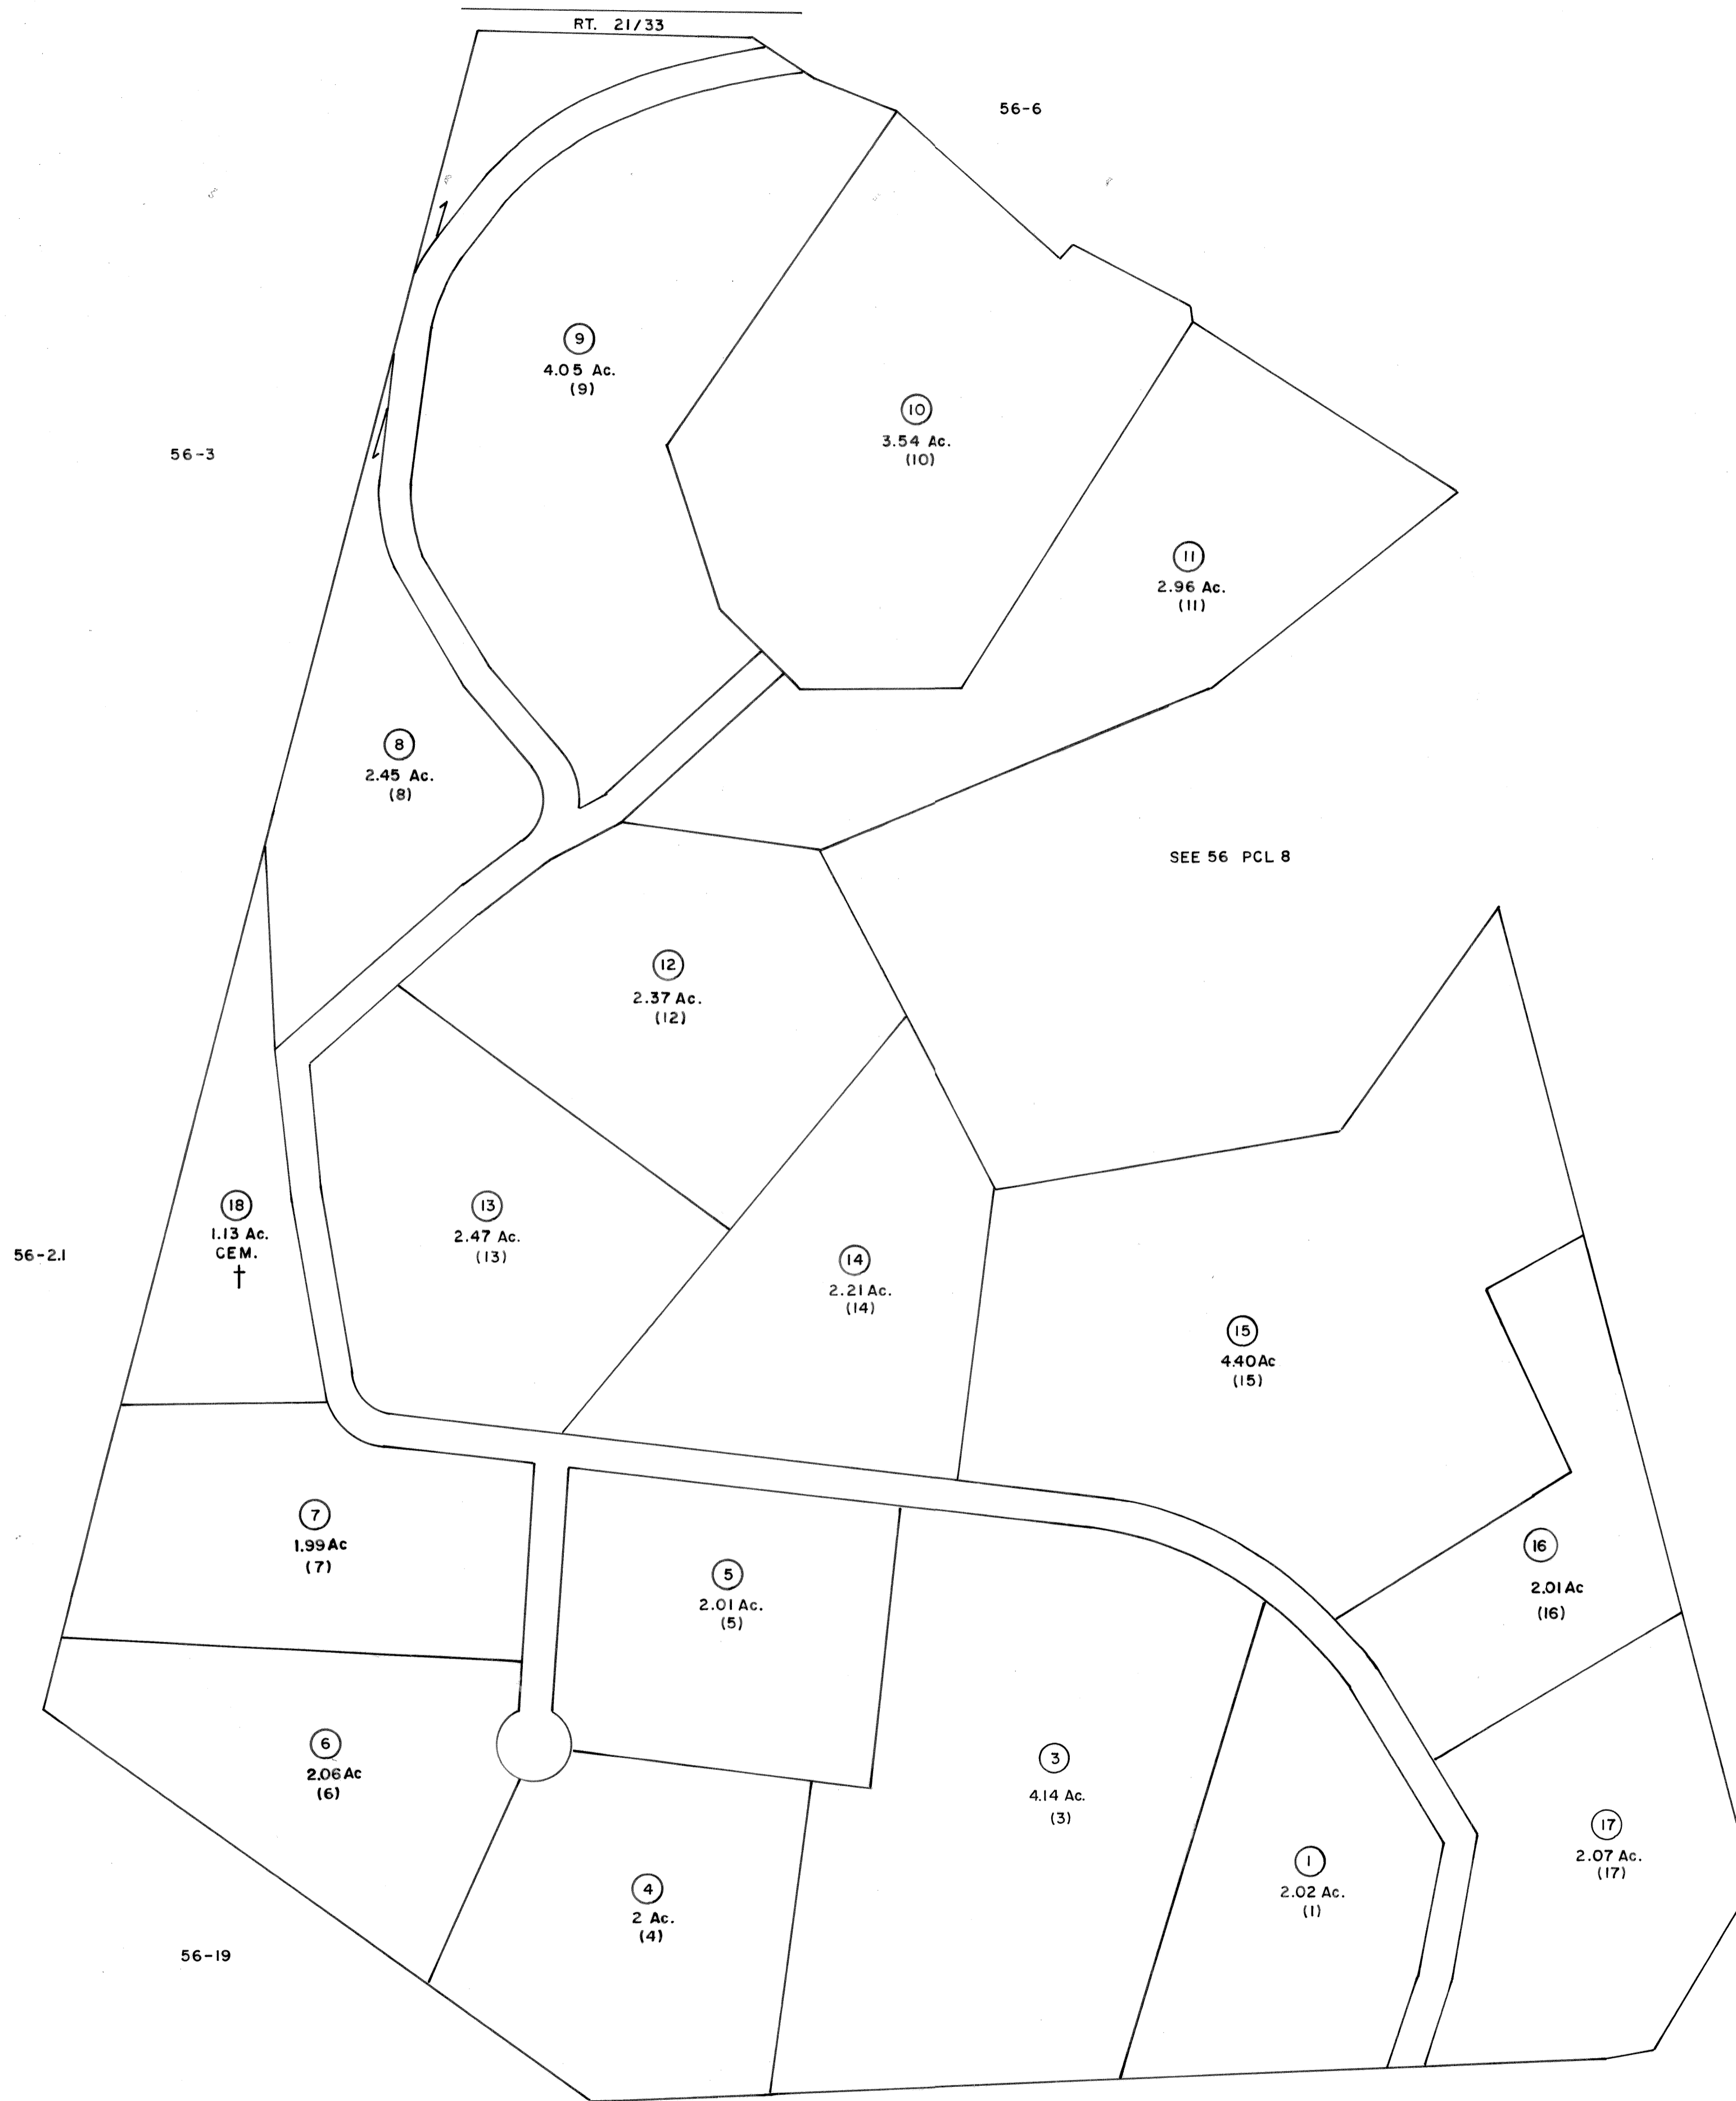 RT. 21/33
56-6
9
4.05 Ac.
(9)
10
3.54 Ac.
(10)
56-3
11
2.96 Ac.
(11)
8
2.45 Ac.
(8)
SEE 56 PCL 8
12
2.37 Ac.
(12)
18
1.13 Ac.
CEM.
13
2.47 Ac.
(13)
56-2.1
14
2.21 Ac.
(14)
15
4.40 Ac
(15)
7
1.99 Ac
(7)
5
2.01 Ac.
(5)
16
2.01 Ac
(16)
6
2.06 Ac
(6)
3
4.14 Ac.
(3)
17
2.07 Ac.
(17)
1
2.02 Ac.
(1)
4
2 Ac.
(4)
56-19